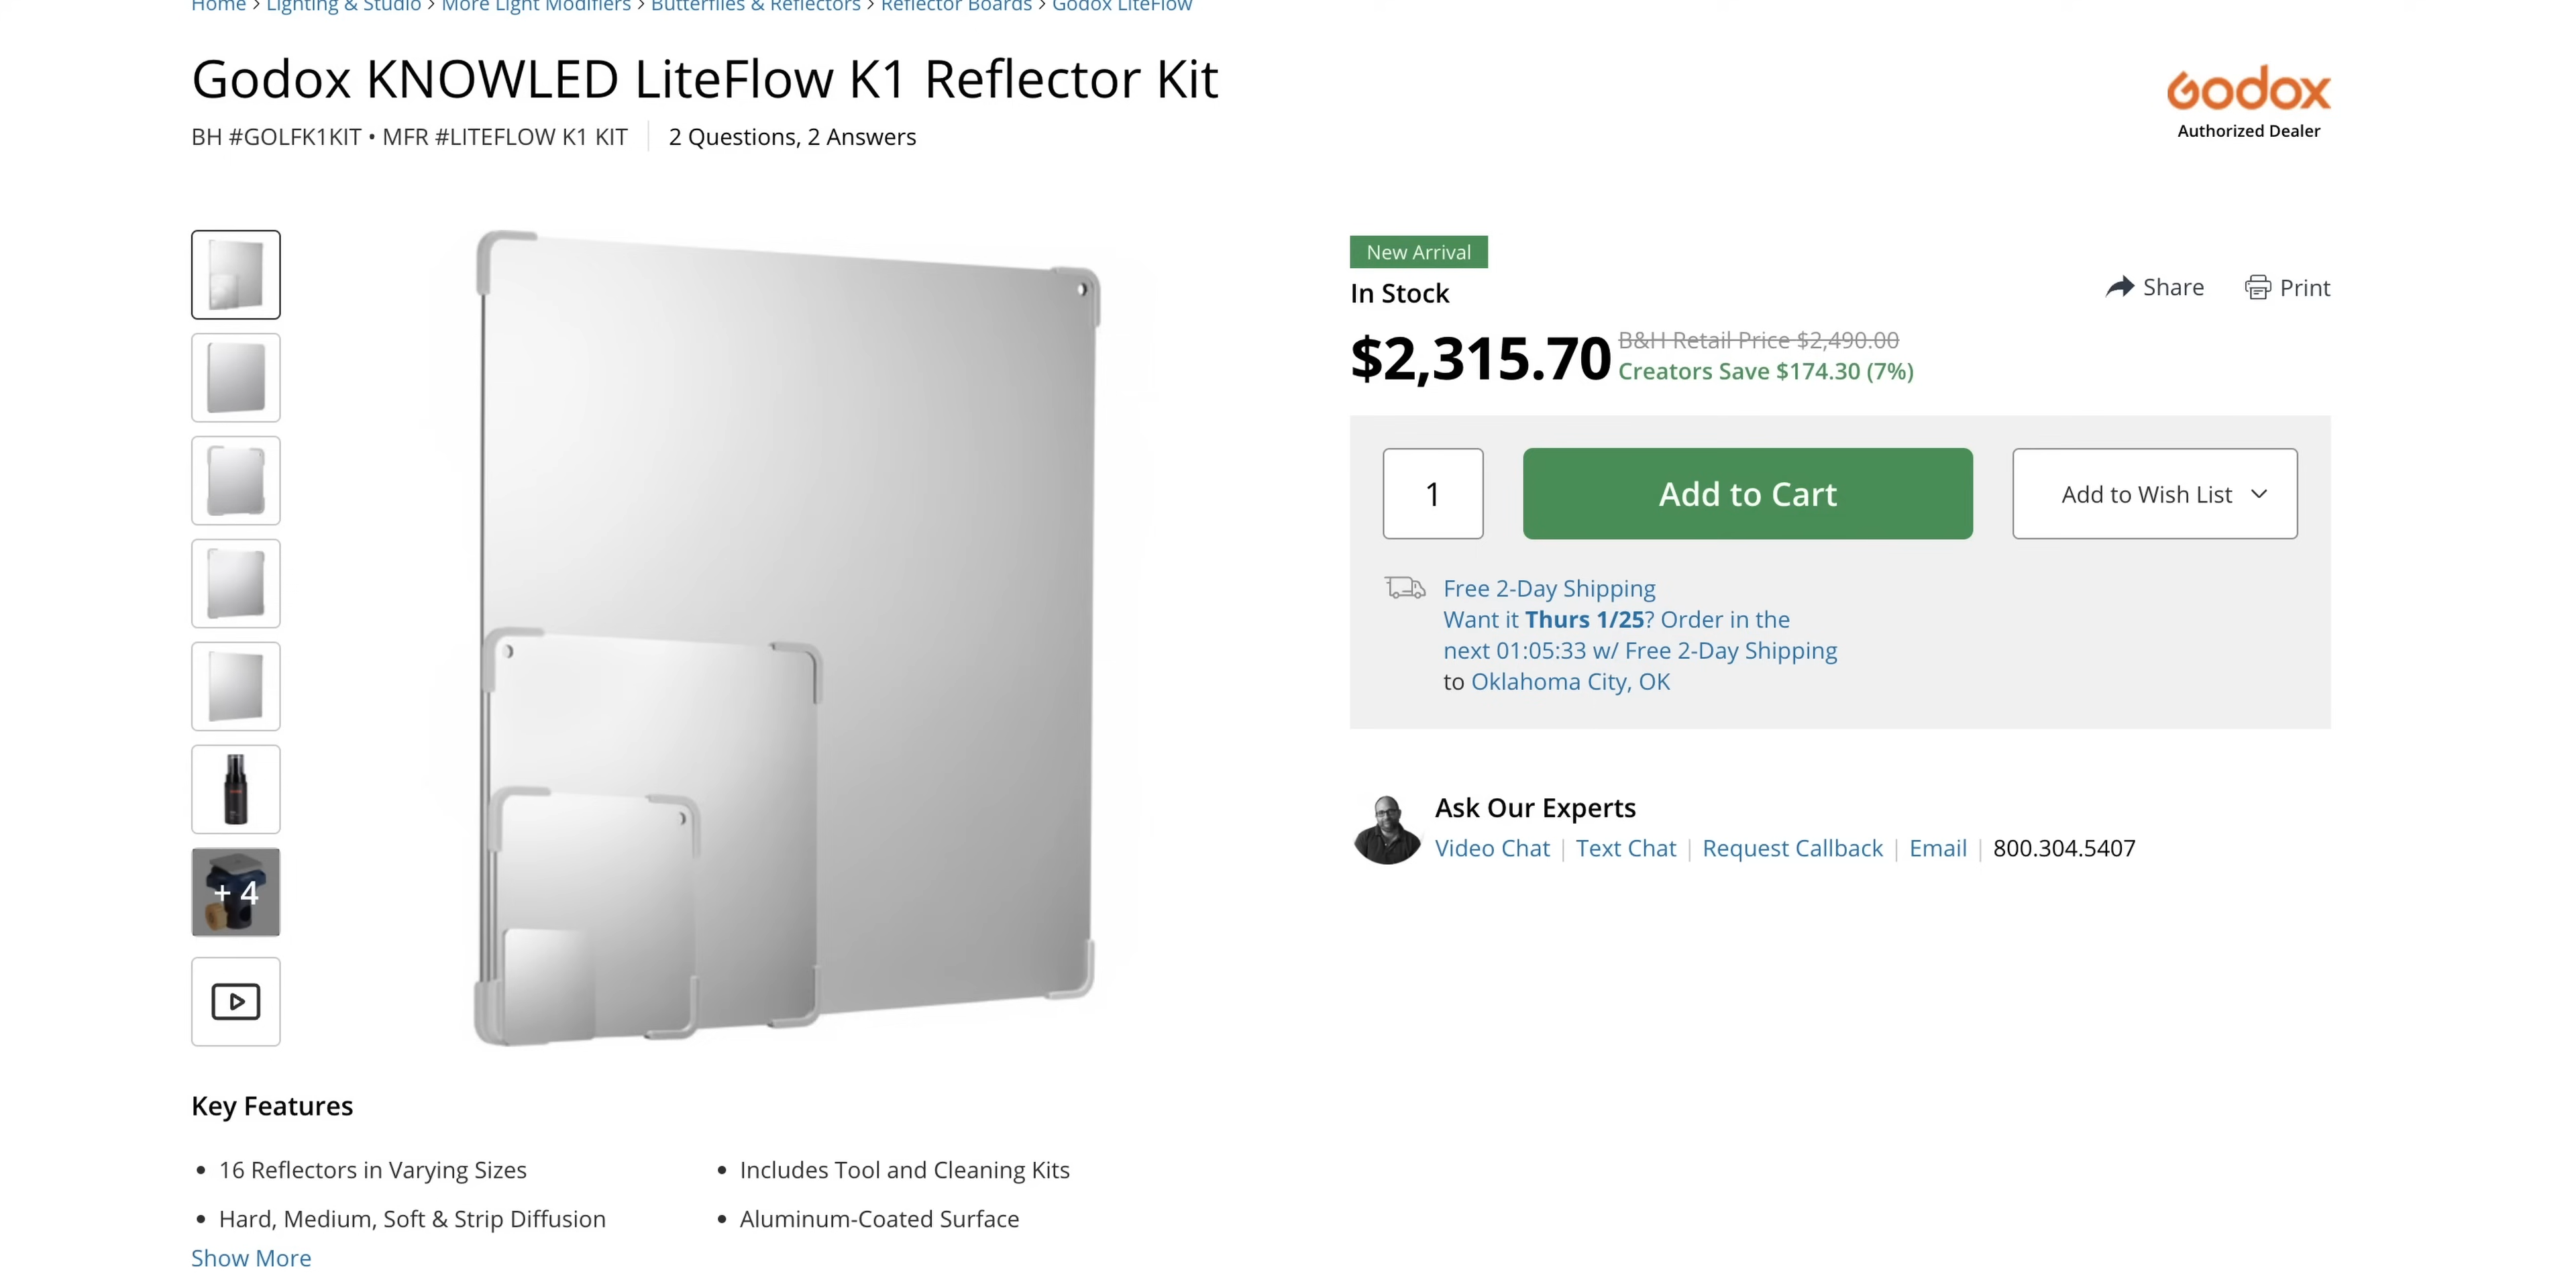 Home > Lighting & Studio > More Light Modifiers > Butterflies & Reflectors > Reflector Boards > Godox LiteFlow
Godox KNOWLED LiteFlow K1 Reflector Kit
BH #GOLFK1KIT • MFR #LITEFLOW K1 KIT 2 Questions, 2 Answers
Godox
Authorized Dealer
New Arrival
In Stock
Share Print
$2,315.70
B&H Retail Price $2,490.00
Creators Save $174.30 (7%)
1 Add to Cart Add to Wish List
Free 2-Day Shipping
Want it Thurs 1/25? Order in the
next 01:05:33 w/ Free 2-Day Shipping
to Oklahoma City, OK
Ask Our Experts
Video Chat | Text Chat | Request Callback | Email | 800.304.5407
+ 4
Key Features
• 16 Reflectors in Varying Sizes
• Hard, Medium, Soft & Strip Diffusion
• Includes Tool and Cleaning Kits
• Aluminum-Coated Surface
Show More